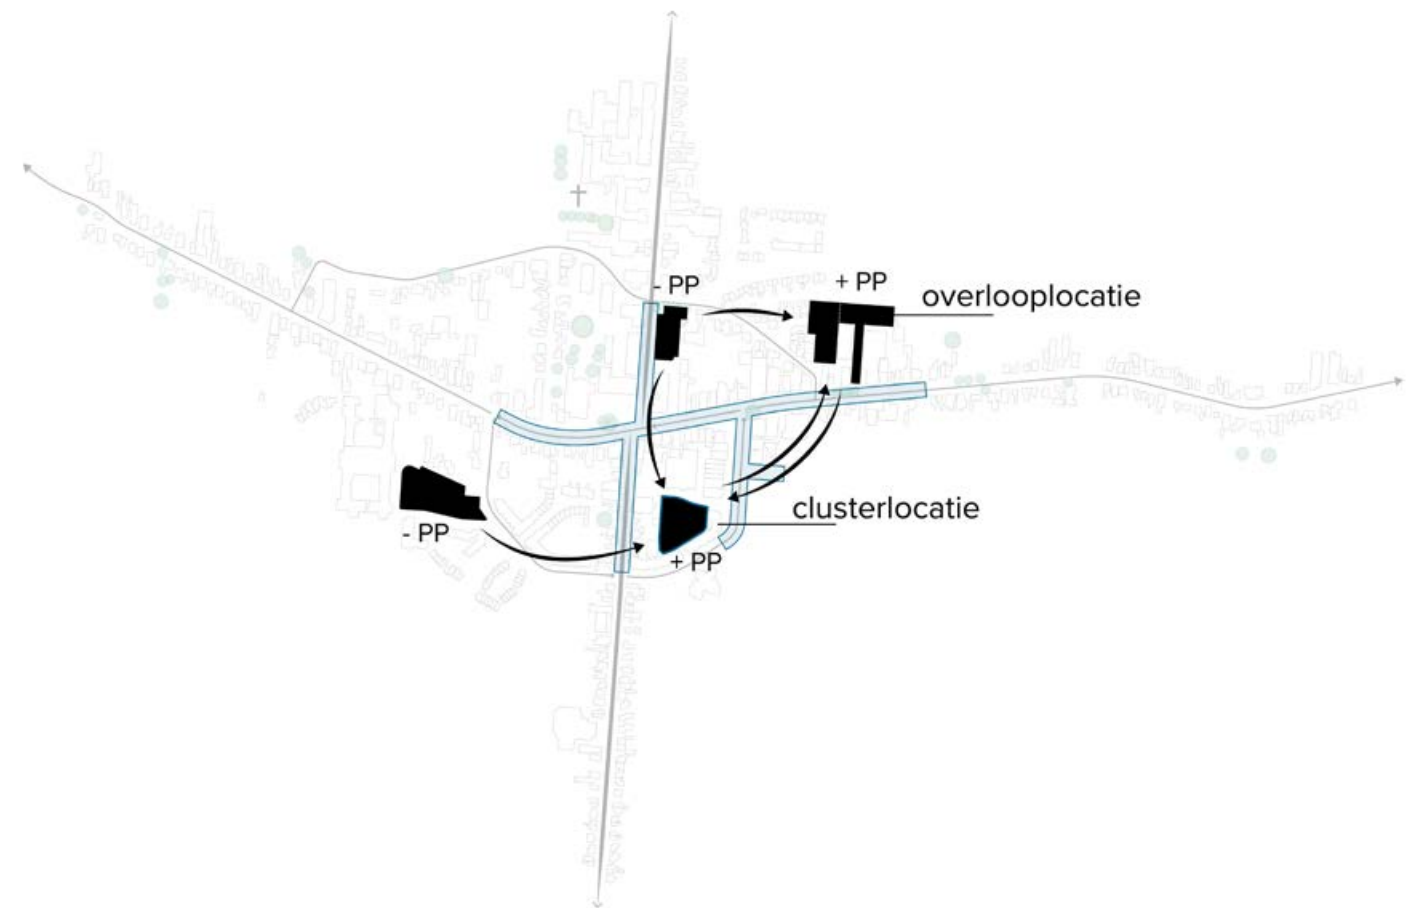 - PP
+ PP
overlooplocatie
clusterlocatie
- PP
+ PP